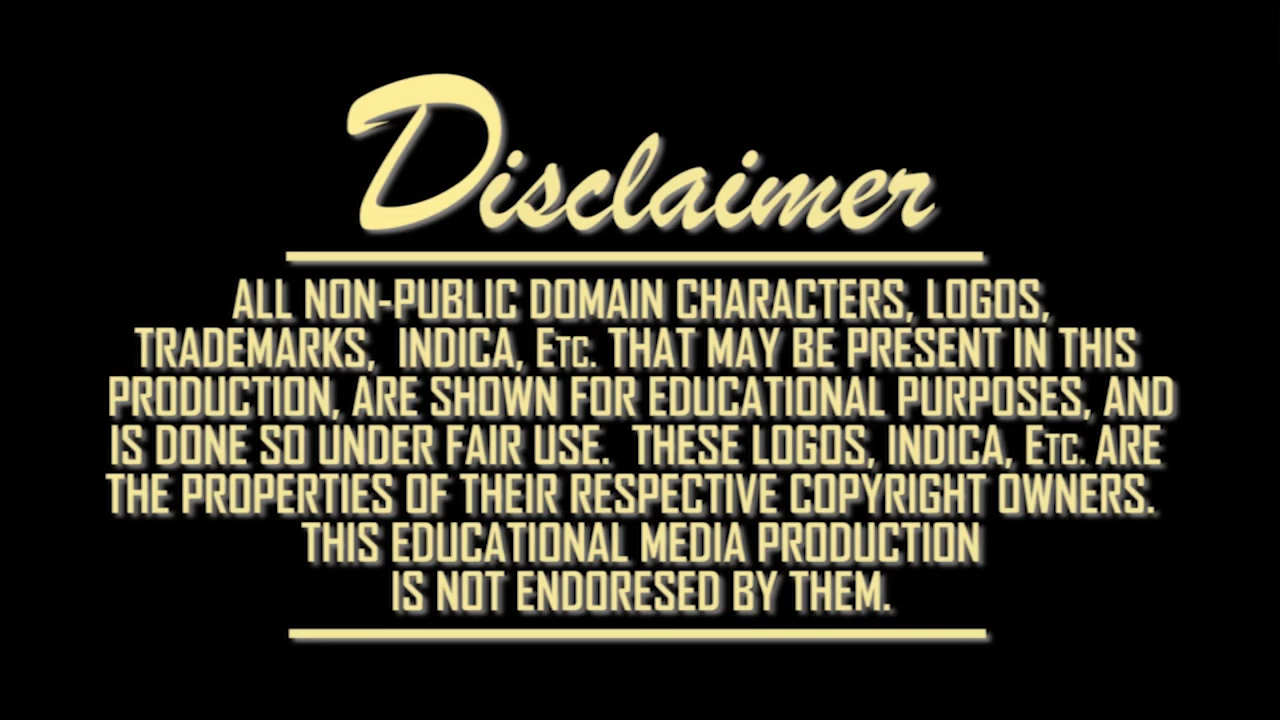 Disclaimer
ALL NON-PUBLIC DOMAIN CHARACTERS, LOGOS,
TRADEMARKS, INDICA, ETC. THAT MAY BE PRESENT IN THIS
PRODUCTION, ARE SHOWN FOR EDUCATIONAL PURPOSES, AND
IS DONE SO UNDER FAIR USE. THESE LOGOS, INDICA, ETC. ARE
THE PROPERTIES OF THEIR RESPECTIVE COPYRIGHT OWNERS.
THIS EDUCATIONAL MEDIA PRODUCTION
IS NOT ENDORESED BY THEM.